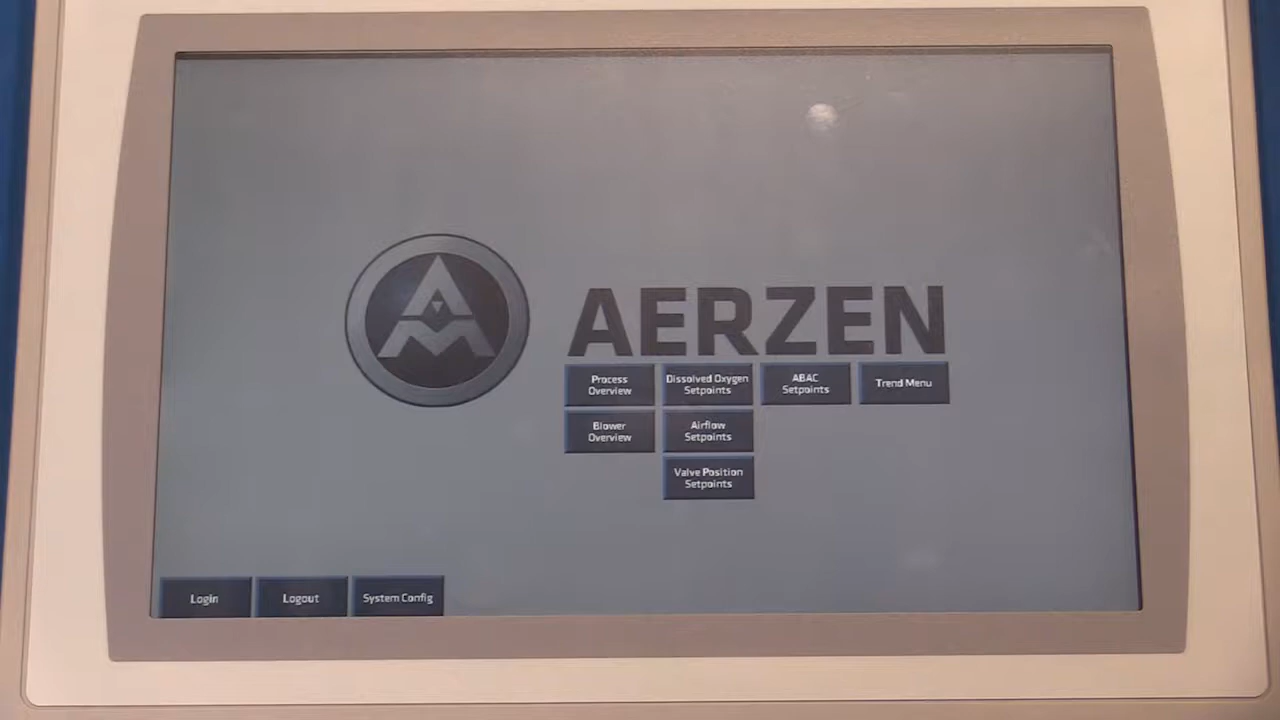 AERZEN
Process
Overview
Dissolved Oxygen
Setpoints
ABAC
Setpoints
Trend Menu
Blower
Overview
Airflow
Setpoints
Valve Position
Setpoints
Login
Logout
System Config